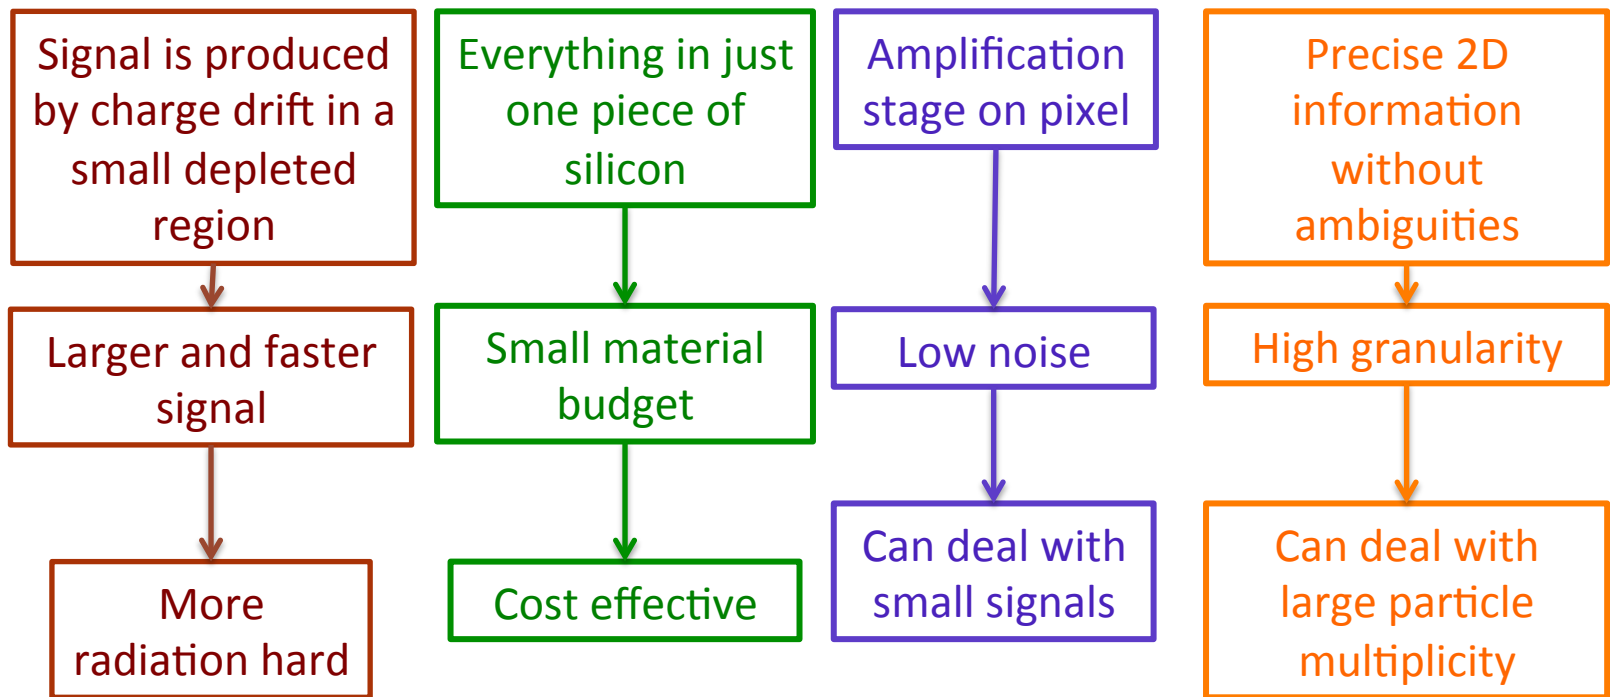 Signal is produced
by charge drift in a
small depleted
region
Larger and faster
signal
More
radiation hard
Everything in just
one piece of
silicon
Small material
budget
Cost effective
Amplification
stage on pixel
Low noise
Can deal with
small signals
Precise 2D
information
without
ambiguities
High granularity
Can deal with
large particle
multiplicity